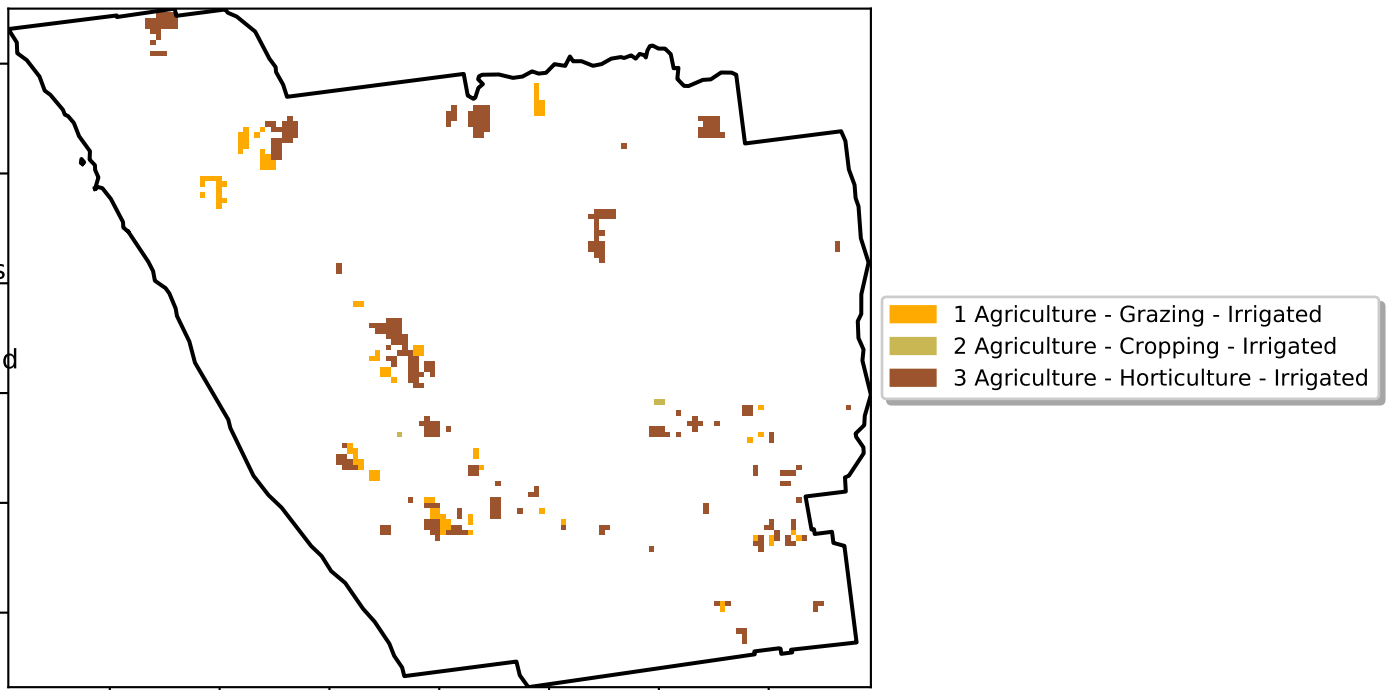 s
d
1 Agriculture - Grazing - Irrigated
2 Agriculture - Cropping - Irrigated
3 Agriculture - Horticulture - Irrigated